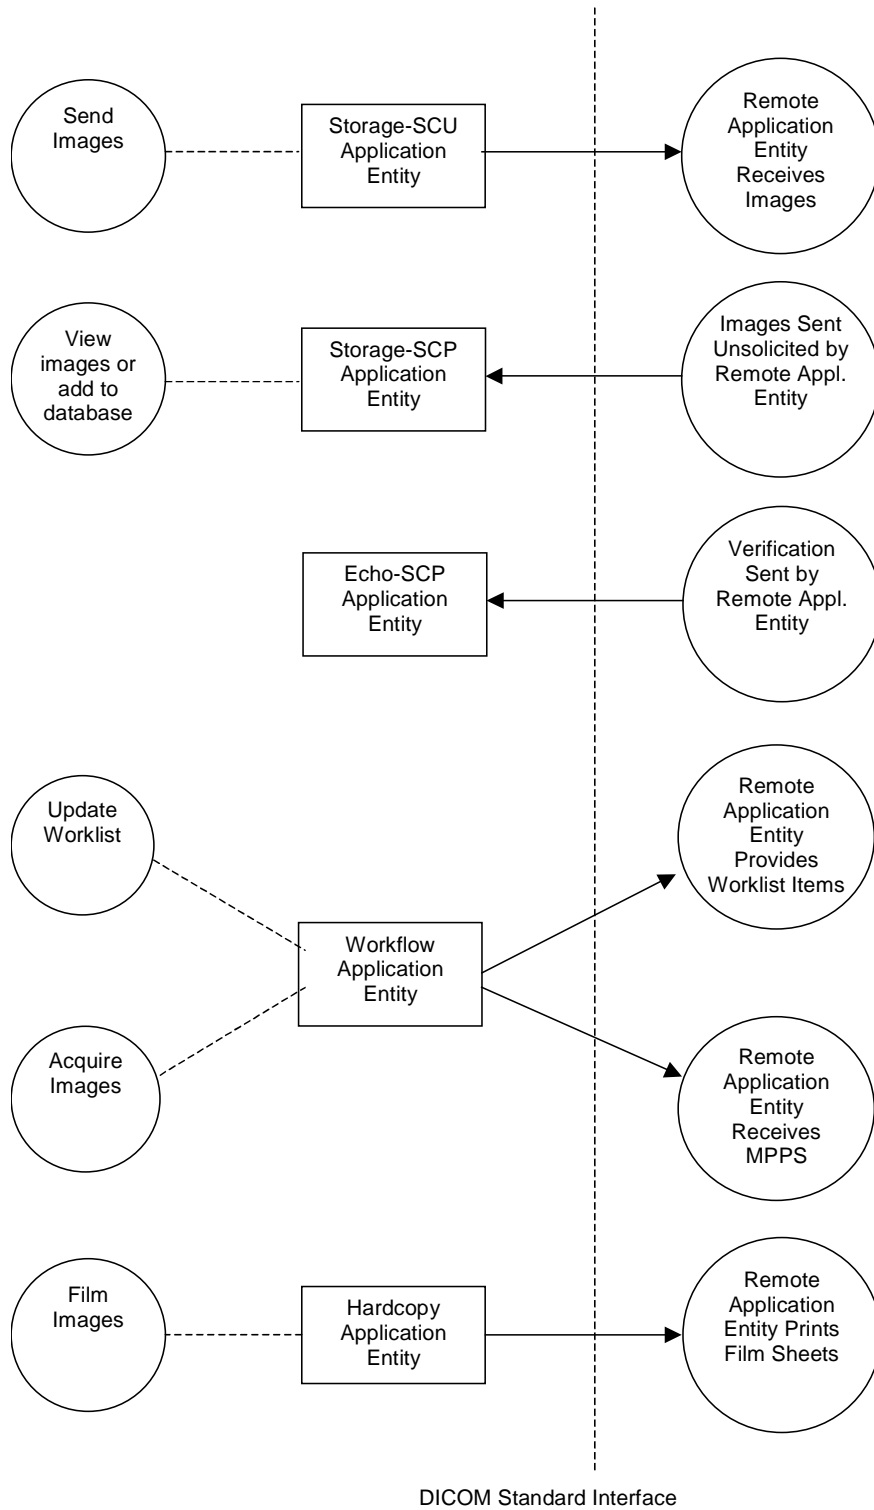 Send
Images
Storage-SCU
Application
Entity
Remote
Application
Entity
Receives
Images
View
images or
add to
database
Storage-SCP
Application
Entity
Images Sent
Unsolicited by
Remote Appl.
Entity
Echo-SCP
Application
Entity
Verification
Sent by
Remote Appl.
Entity
Update
Worklist
Remote
Application
Entity
Provides
Worklist Items
Workflow
Application
Entity
Acquire
Images
Remote
Application
Entity
Receives
MPPS
Film
Images
Hardcopy
Application
Entity
Remote
Application
Entity Prints
Film Sheets
DICOM Standard Interface